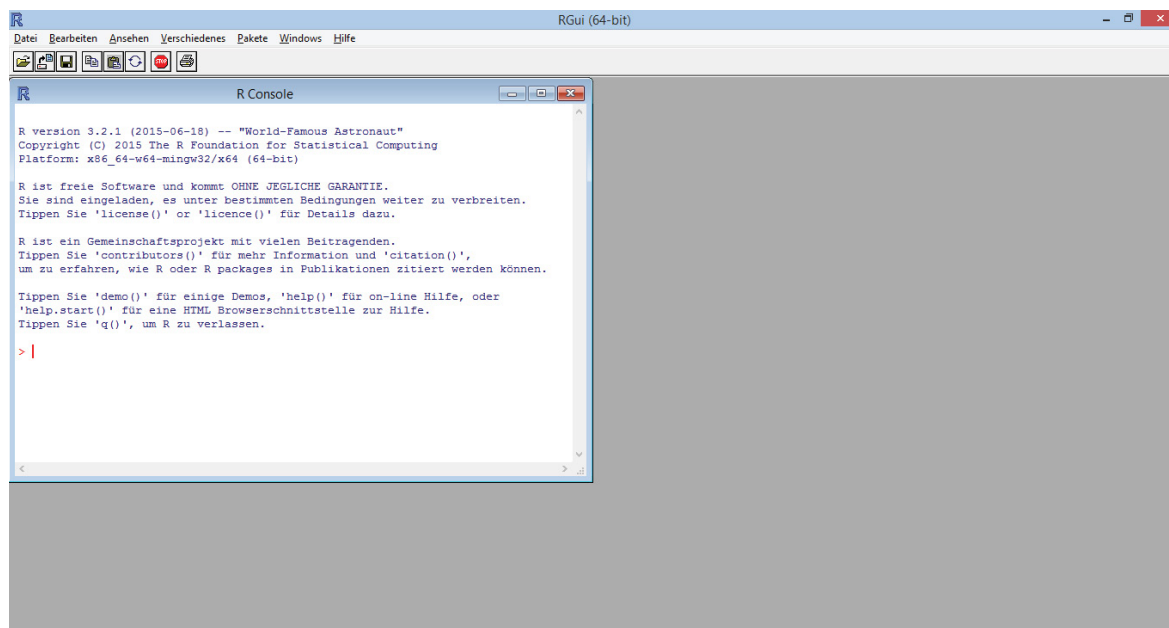 RGui (64-bit)
Datei Bearbeiten Ansehen Verschiedenes Pakete Windows Hilfe
STOP
R Console
R version 3.2.1 (2015-06-18) -- "World-Famous Astronaut"
Copyright (C) 2015 The R Foundation for Statistical Computing
Platform: x86_64-w64-mingw32/x64 (64-bit)
R ist freie Software und kommt OHNE JEGLICHE GARANTIE.
Sie sind eingeladen, es unter bestimmten Bedingungen weiter zu verbreiten.
Tippen Sie 'license()' or 'licence()' für Details dazu.
R ist ein Gemeinschaftsprojekt mit vielen Beitragenden.
Tippen Sie 'contributors()' für mehr Information und 'citation()',
um zu erfahren, wie R oder R packages in Publikationen zitiert werden können.
Tippen Sie 'demo()' für einige Demos, 'help()' für on-line Hilfe, oder
'help.start()' für eine HTML Browserschnittstelle zur Hilfe.
Tippen Sie 'q()', um R zu verlassen.
>